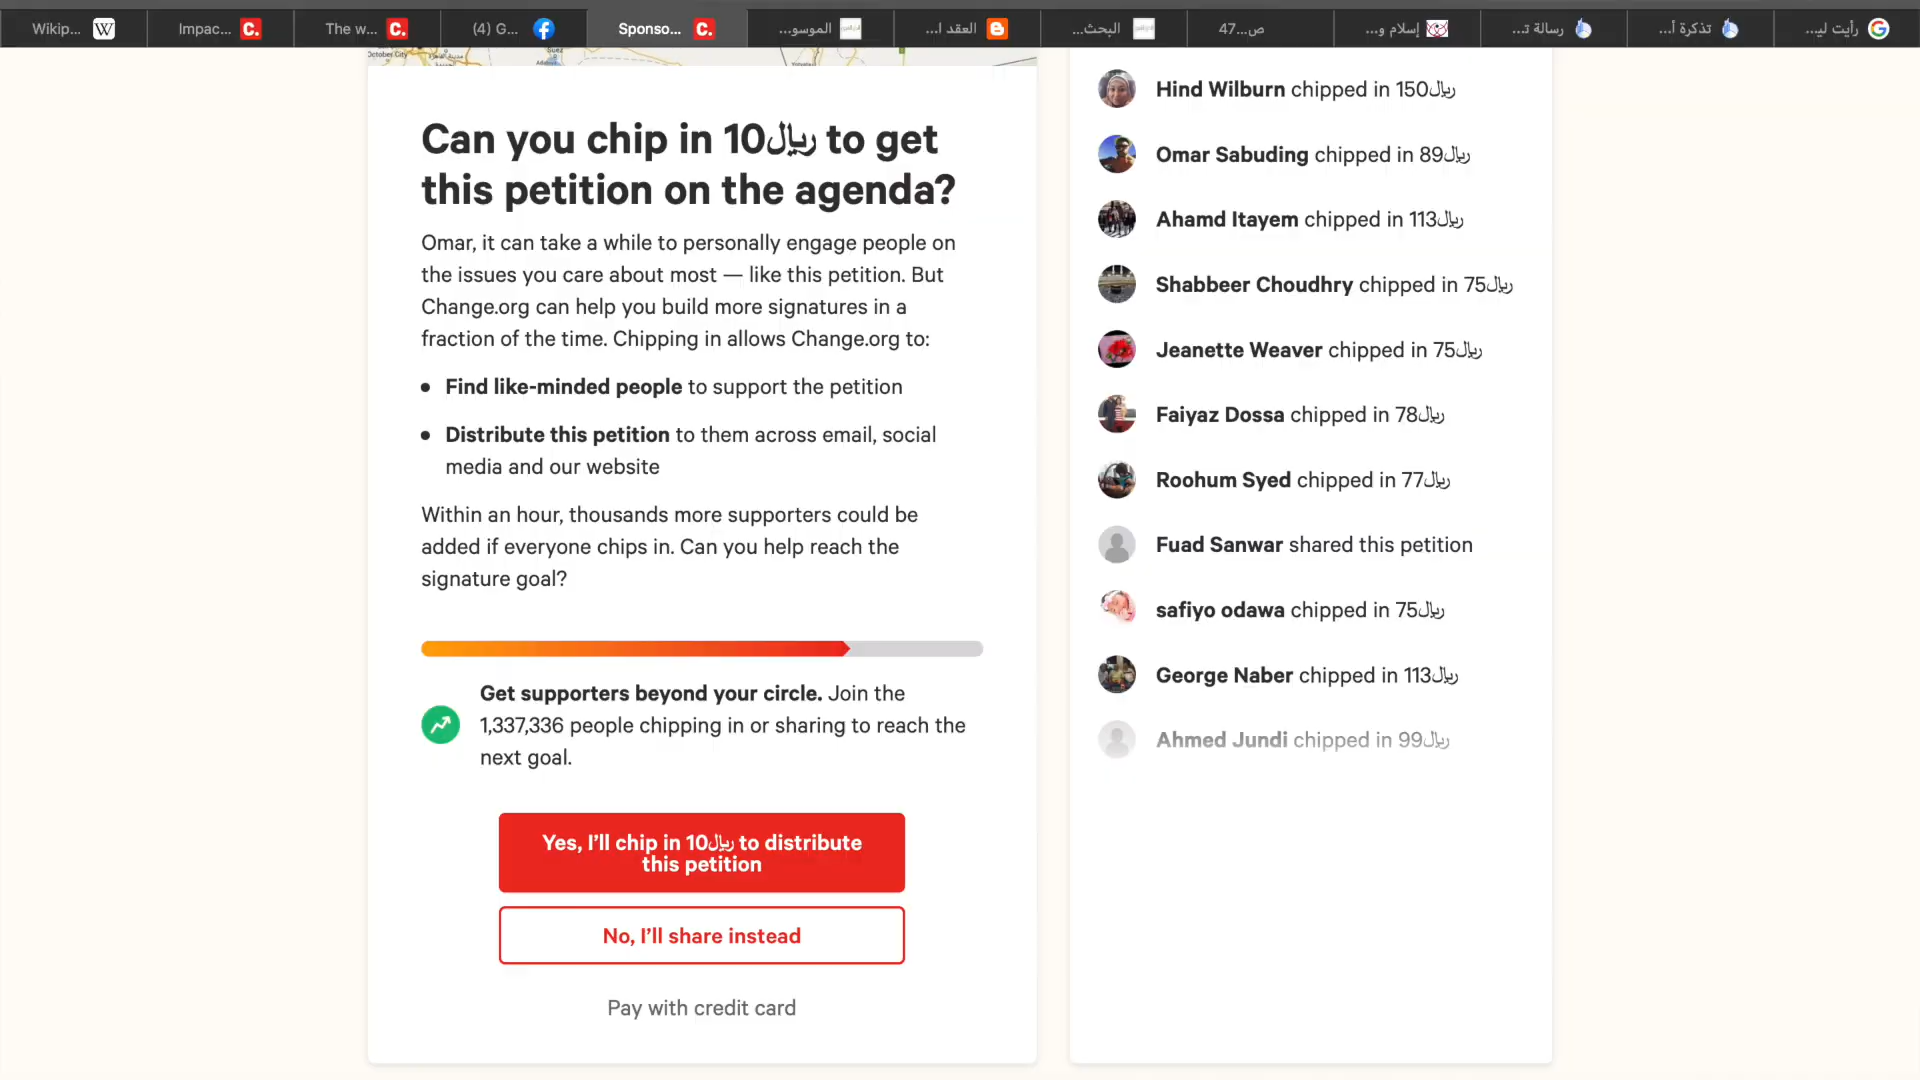 Wikip...
Impac...
The w...
(4) G...
Sponso...
الموسو...
العقد ا...
البحث...
ص...47
إسلام و...
رسالة تـ...
تذكرة أ...
رأيت ليـ...
October City
Suez
Can you chip in 10ريال to get
this petition on the agenda?
Omar, it can take a while to personally engage people on
the issues you care about most — like this petition. But
Change.org can help you build more signatures in a
fraction of the time. Chipping in allows Change.org to:
• Find like-minded people to support the petition
• Distribute this petition to them across email, social
media and our website
Within an hour, thousands more supporters could be
added if everyone chips in. Can you help reach the
signature goal?
Get supporters beyond your circle. Join the
1,337,336 people chipping in or sharing to reach the
next goal.
Yes, I’ll chip in 10ريال to distribute
this petition
No, I’ll share instead
Pay with credit card
Hind Wilburn chipped in 150ريال
Omar Sabuding chipped in 89ريال
Ahamd Itayem chipped in 113ريال
Shabbeer Choudhry chipped in 75ريال
Jeanette Weaver chipped in 75ريال
Faiyaz Dossa chipped in 78ريال
Roohum Syed chipped in 77ريال
Fuad Sanwar shared this petition
safiyo odawa chipped in 75ريال
George Naber chipped in 113ريال
Ahmed Jundi chipped in 99ريال